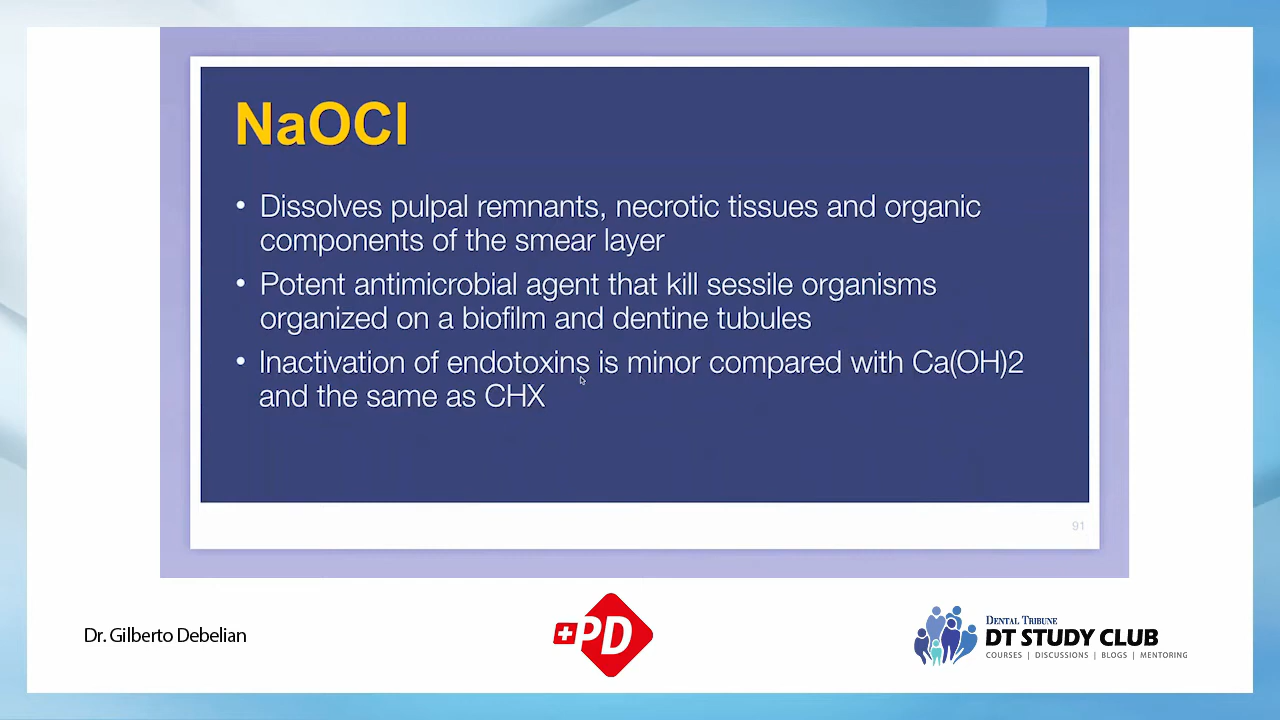 NaOCl
• Dissolves pulpal remnants, necrotic tissues and organic
components of the smear layer
• Potent antimicrobial agent that kill sessile organisms
organized on a biofilm and dentine tubules
• Inactivation of endotoxins is minor compared with Ca(OH)2
and the same as CHX
91
Dr. Gilberto Debelian
PD
DENTAL TRIBUNE
DT STUDY CLUB
COURSES | DISCUSSIONS | BLOGS | MENTORING